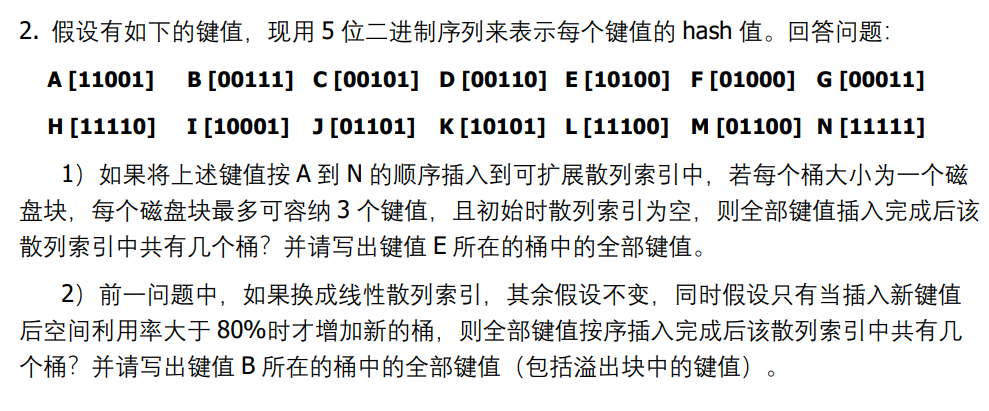 2. 假设有如下的键值，现用 5 位二进制序列来表示每个键值的 hash 值。回答问题：
A [11001] B [00111] C [00101] D [00110] E [10100] F [01000] G [00011]
H [11110] I [10001] J [01101] K [10101] L [11100] M [01100] N [11111]
1）如果将上述键值按 A 到 N 的顺序插入到可扩展散列索引中，若每个桶大小为一个磁
盘块，每个磁盘块最多可容纳 3 个键值，且初始时散列索引为空，则全部键值插入完成后该
散列索引中共有几个桶？并请写出键值 E 所在的桶中的全部键值。
2）前一问题中，如果换成线性散列索引，其余假设不变，同时假设只有当插入新键值
后空间利用率大于 80%时才增加新的桶，则全部键值按序插入完成后该散列索引中共有几
个桶？并请写出键值 B 所在的桶中的全部键值（包括溢出块中的键值）。